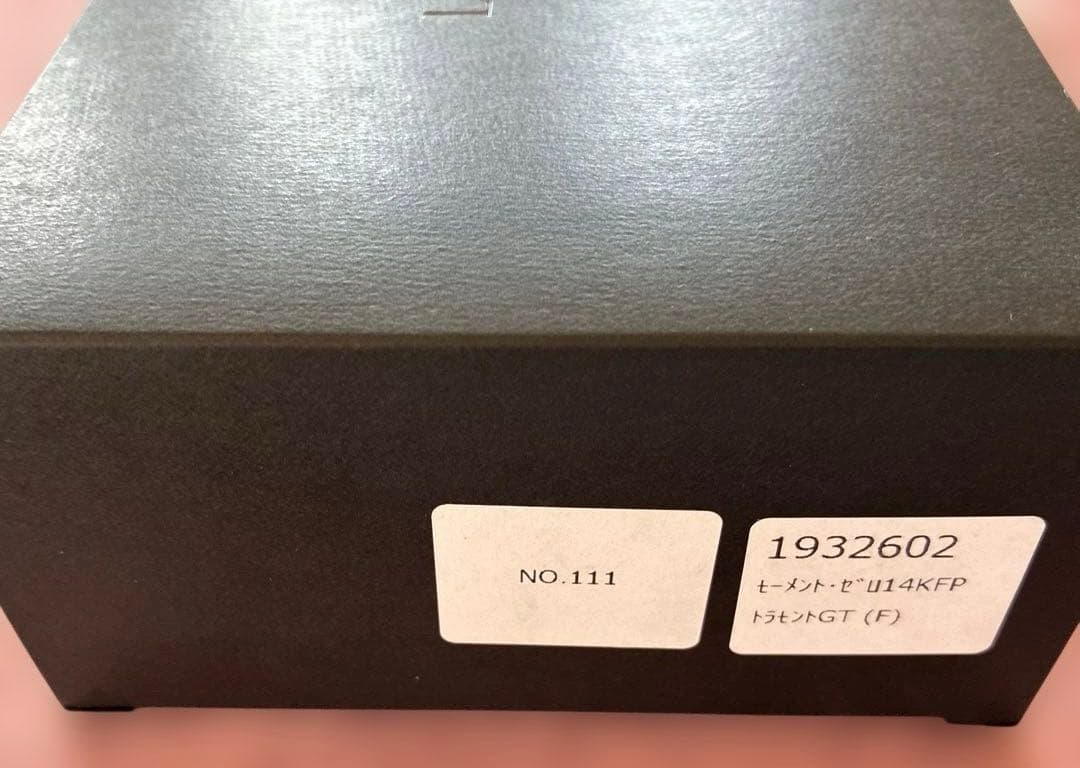 NO.111
1932602
ﾓｰﾒﾝﾄ･ｾﾞﾛ14KFP
ﾄﾗﾓﾝﾄGT (F)